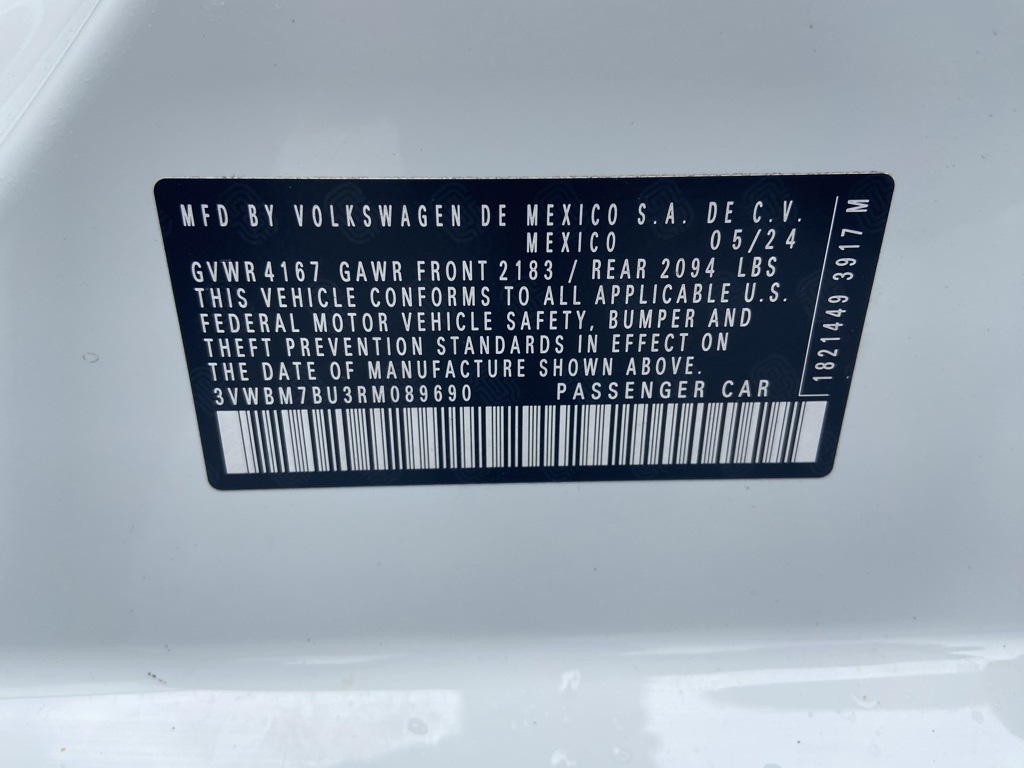 MFD BY VOLKSWAGEN DE MEXICO S.A. DE C.V.
MEXICO 05/24
GVWR 4167 GAWR FRONT 2183 / REAR 2094 LBS
THIS VEHICLE CONFORMS TO ALL APPLICABLE U.S.
FEDERAL MOTOR VEHICLE SAFETY, BUMPER AND
THEFT PREVENTION STANDARDS IN EFFECT ON
THE DATE OF MANUFACTURE SHOWN ABOVE.
3VWBM7BU3RM089690 PASSENGER CAR
1821449 3917 M